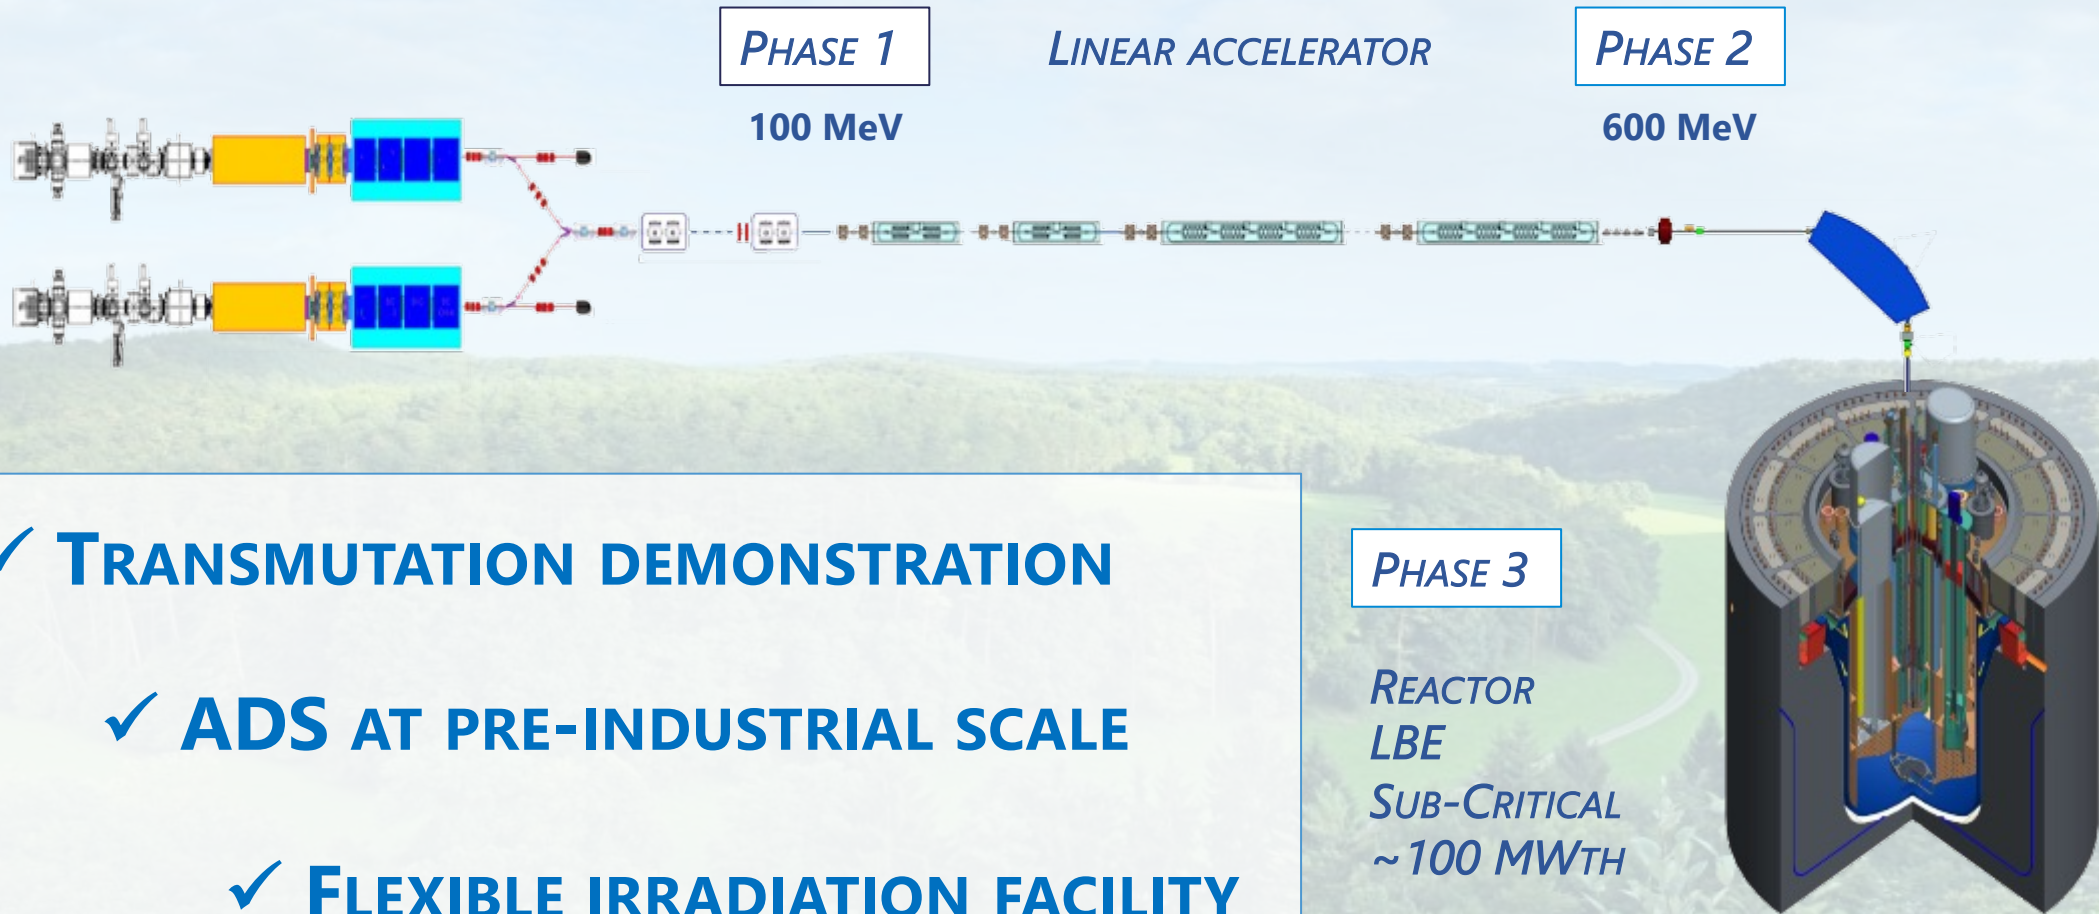 PHASE 1
LINEAR ACCELERATOR
PHASE 2
100 MeV
600 MeV
✓ TRANSMUTATION DEMONSTRATION
✓ ADS AT PRE-INDUSTRIAL SCALE
✓ FLEXIBLE IRRADIATION FACILITY
PHASE 3
REACTOR
LBE
SUB-CRITICAL
~100 MWTH